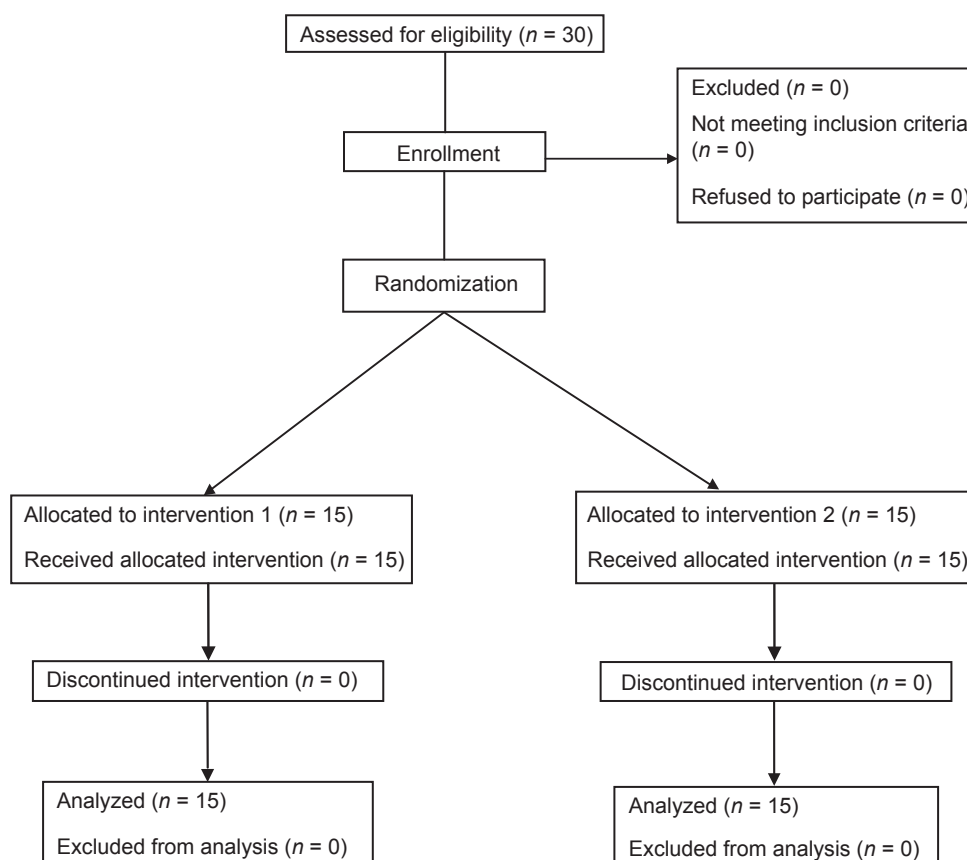 Assessed for eligibility (n = 30)
Excluded (n = 0)
Not meeting inclusion criteria
(n = 0)
Refused to participate (n = 0)
Enrollment
Randomization
Allocated to intervention 1 (n = 15)
Received allocated intervention (n = 15)
Allocated to intervention 2 (n = 15)
Received allocated intervention (n = 15)
Discontinued intervention (n = 0)
Discontinued intervention (n = 0)
Analyzed (n = 15)
Excluded from analysis (n = 0)
Analyzed (n = 15)
Excluded from analysis (n = 0)